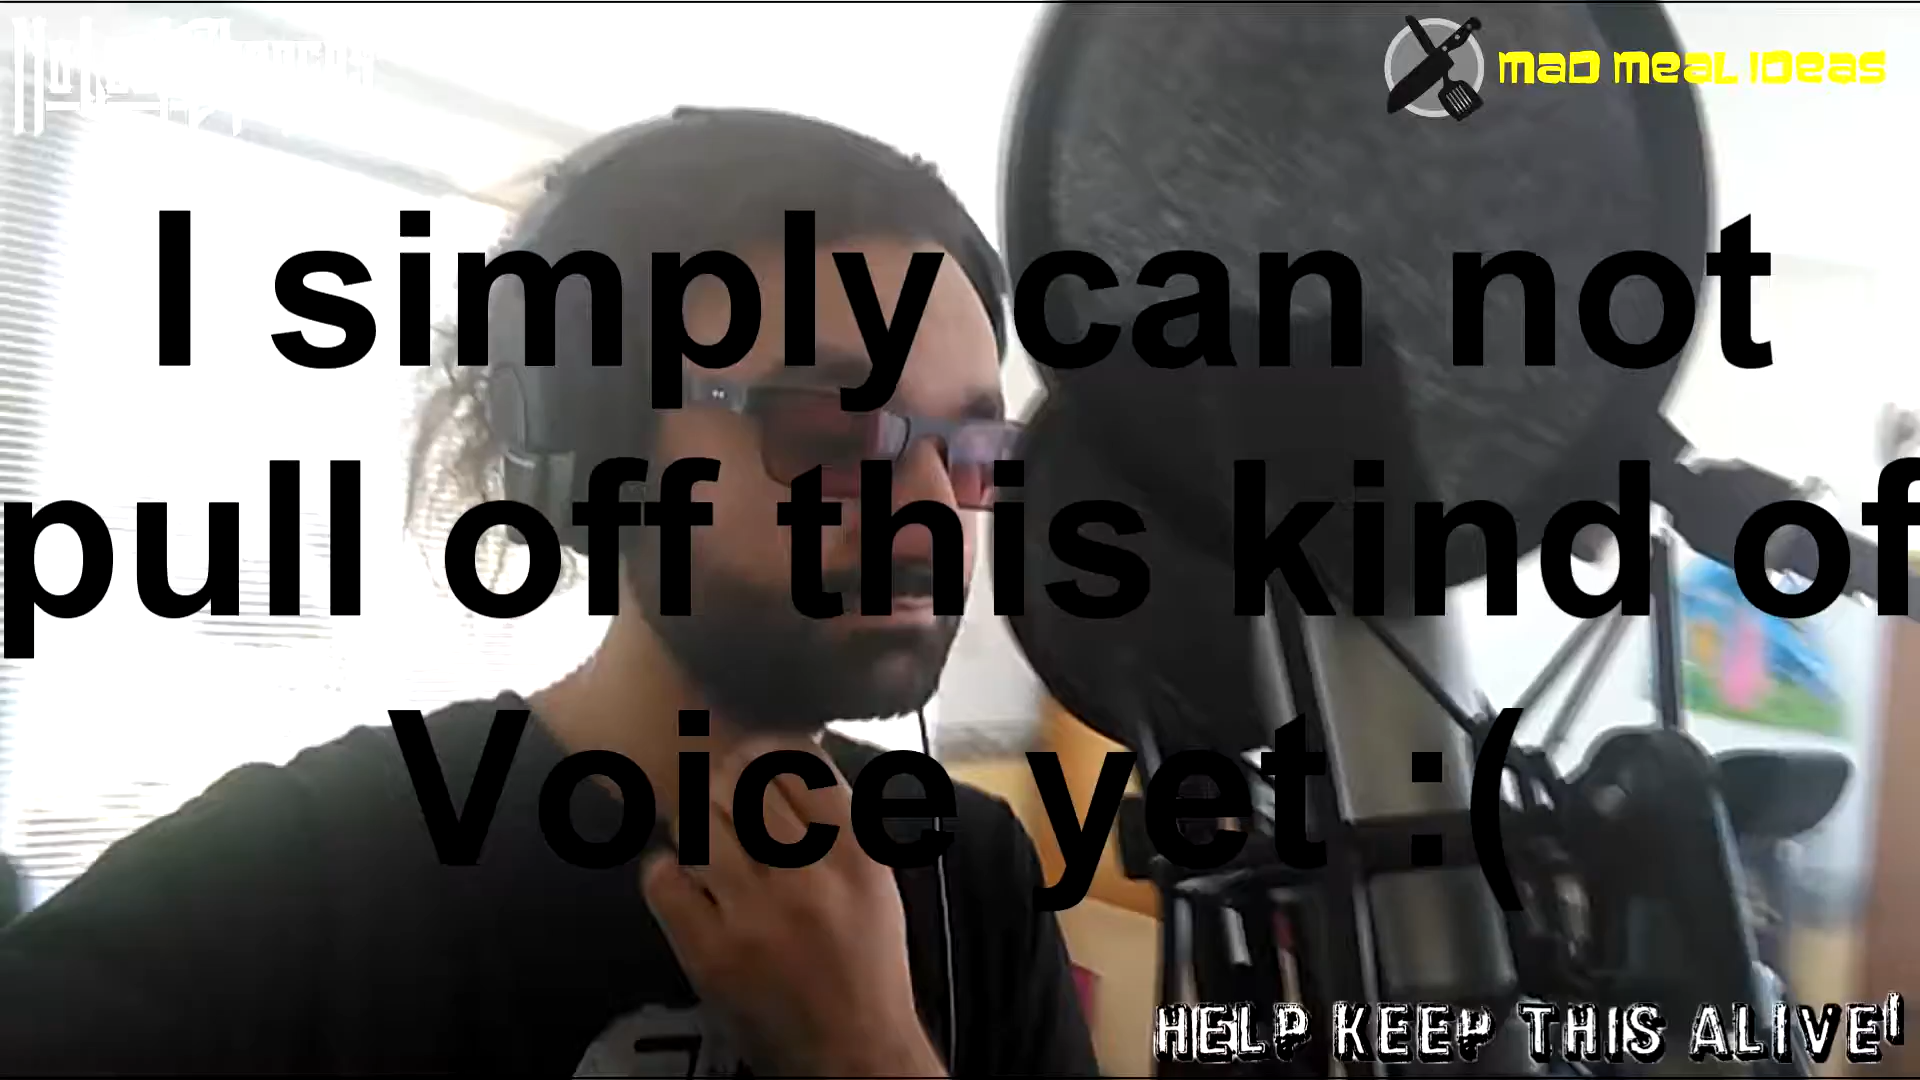 MAD MEAL IDEAS
I simply can not
pull off this kind of
Voice yet :(
HELP KEEP THIS ALIVE!